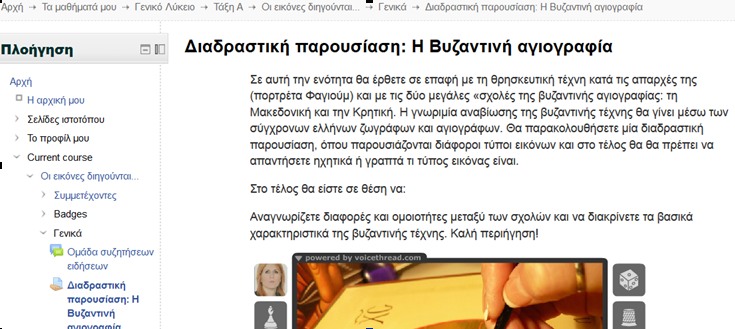 Αρχή → Τα μαθήματά μου → Γενικό Λύκειο → Τάξη Α → Οι εικόνες διηγούνται... → Γενικά → Διαδραστική παρουσίαση: Η Βυζαντινή αγιογραφία
Πλοήγηση
Αρχή
Η αρχική μου
Σελίδες ιστοτόπου
Το προφίλ μου
Current course
Οι εικόνες διηγούνται...
Συμμετέχοντες
Badges
Γενικά
Ομάδα συζητήσεων
ειδήσεων
Διαδραστική
παρουσίαση: Η
Βυζαντινή
αγιογραφία
Διαδραστική παρουσίαση: Η Βυζαντινή αγιογραφία
Σε αυτή την ενότητα θα έρθετε σε επαφή με τη θρησκευτική τέχνη κατά τις απαρχές της
(πορτρέτα Φαγιούμ) και με τις δύο μεγάλες «σχολές της βυζαντινής αγιογραφίας: τη
Μακεδονική και την Κρητική. Η γνωριμία αναβίωσης της βυζαντινής τέχνης θα γίνει μέσω των
σύγχρονων ελλήνων ζωγράφων και αγιογράφων. Θα παρακολουθήσετε μία διαδραστική
παρουσίαση, όπου παρουσιάζονται διάφοροι τύποι εικόνων και στο τέλος θα θα πρέπει να
απαντήσετε ηχητικά ή γραπτά τι τύπος εικόνας είναι.
Στο τέλος θα είστε σε θέση να:
Αναγνωρίζετε διαφορές και ομοιότητες μεταξύ των σχολών και να διακρίνετε τα βασικά
χαρακτηριστικά της βυζαντινής τέχνης. Καλή περιήγηση!
powered by voicethread.com